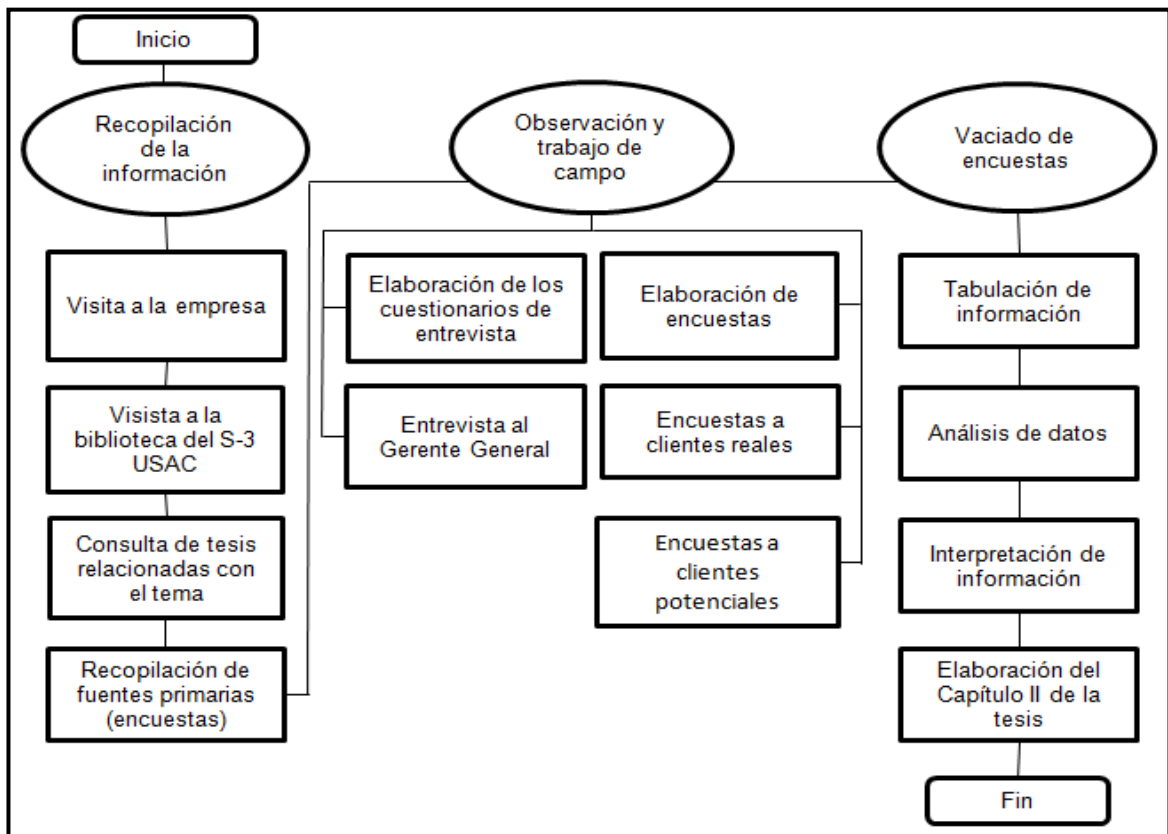 Inicio
Recopilación
de la
información
Visita a la empresa
Visista a la
biblioteca del S-3
USAC
Consulta de tesis
relacionadas con
el tema
Recopilación de
fuentes primarias
(encuestas)
Observación y
trabajo de
campo
Elaboración de los
cuestionarios de
entrevista
Entrevista al
Gerente General
Elaboración de
encuestas
Encuestas a
clientes reales
Encuestas a
clientes
potenciales
Vaciado de
encuestas
Tabulación de
información
Análisis de datos
Interpretación de
información
Elaboración del
Capítulo II de la
tesis
Fin